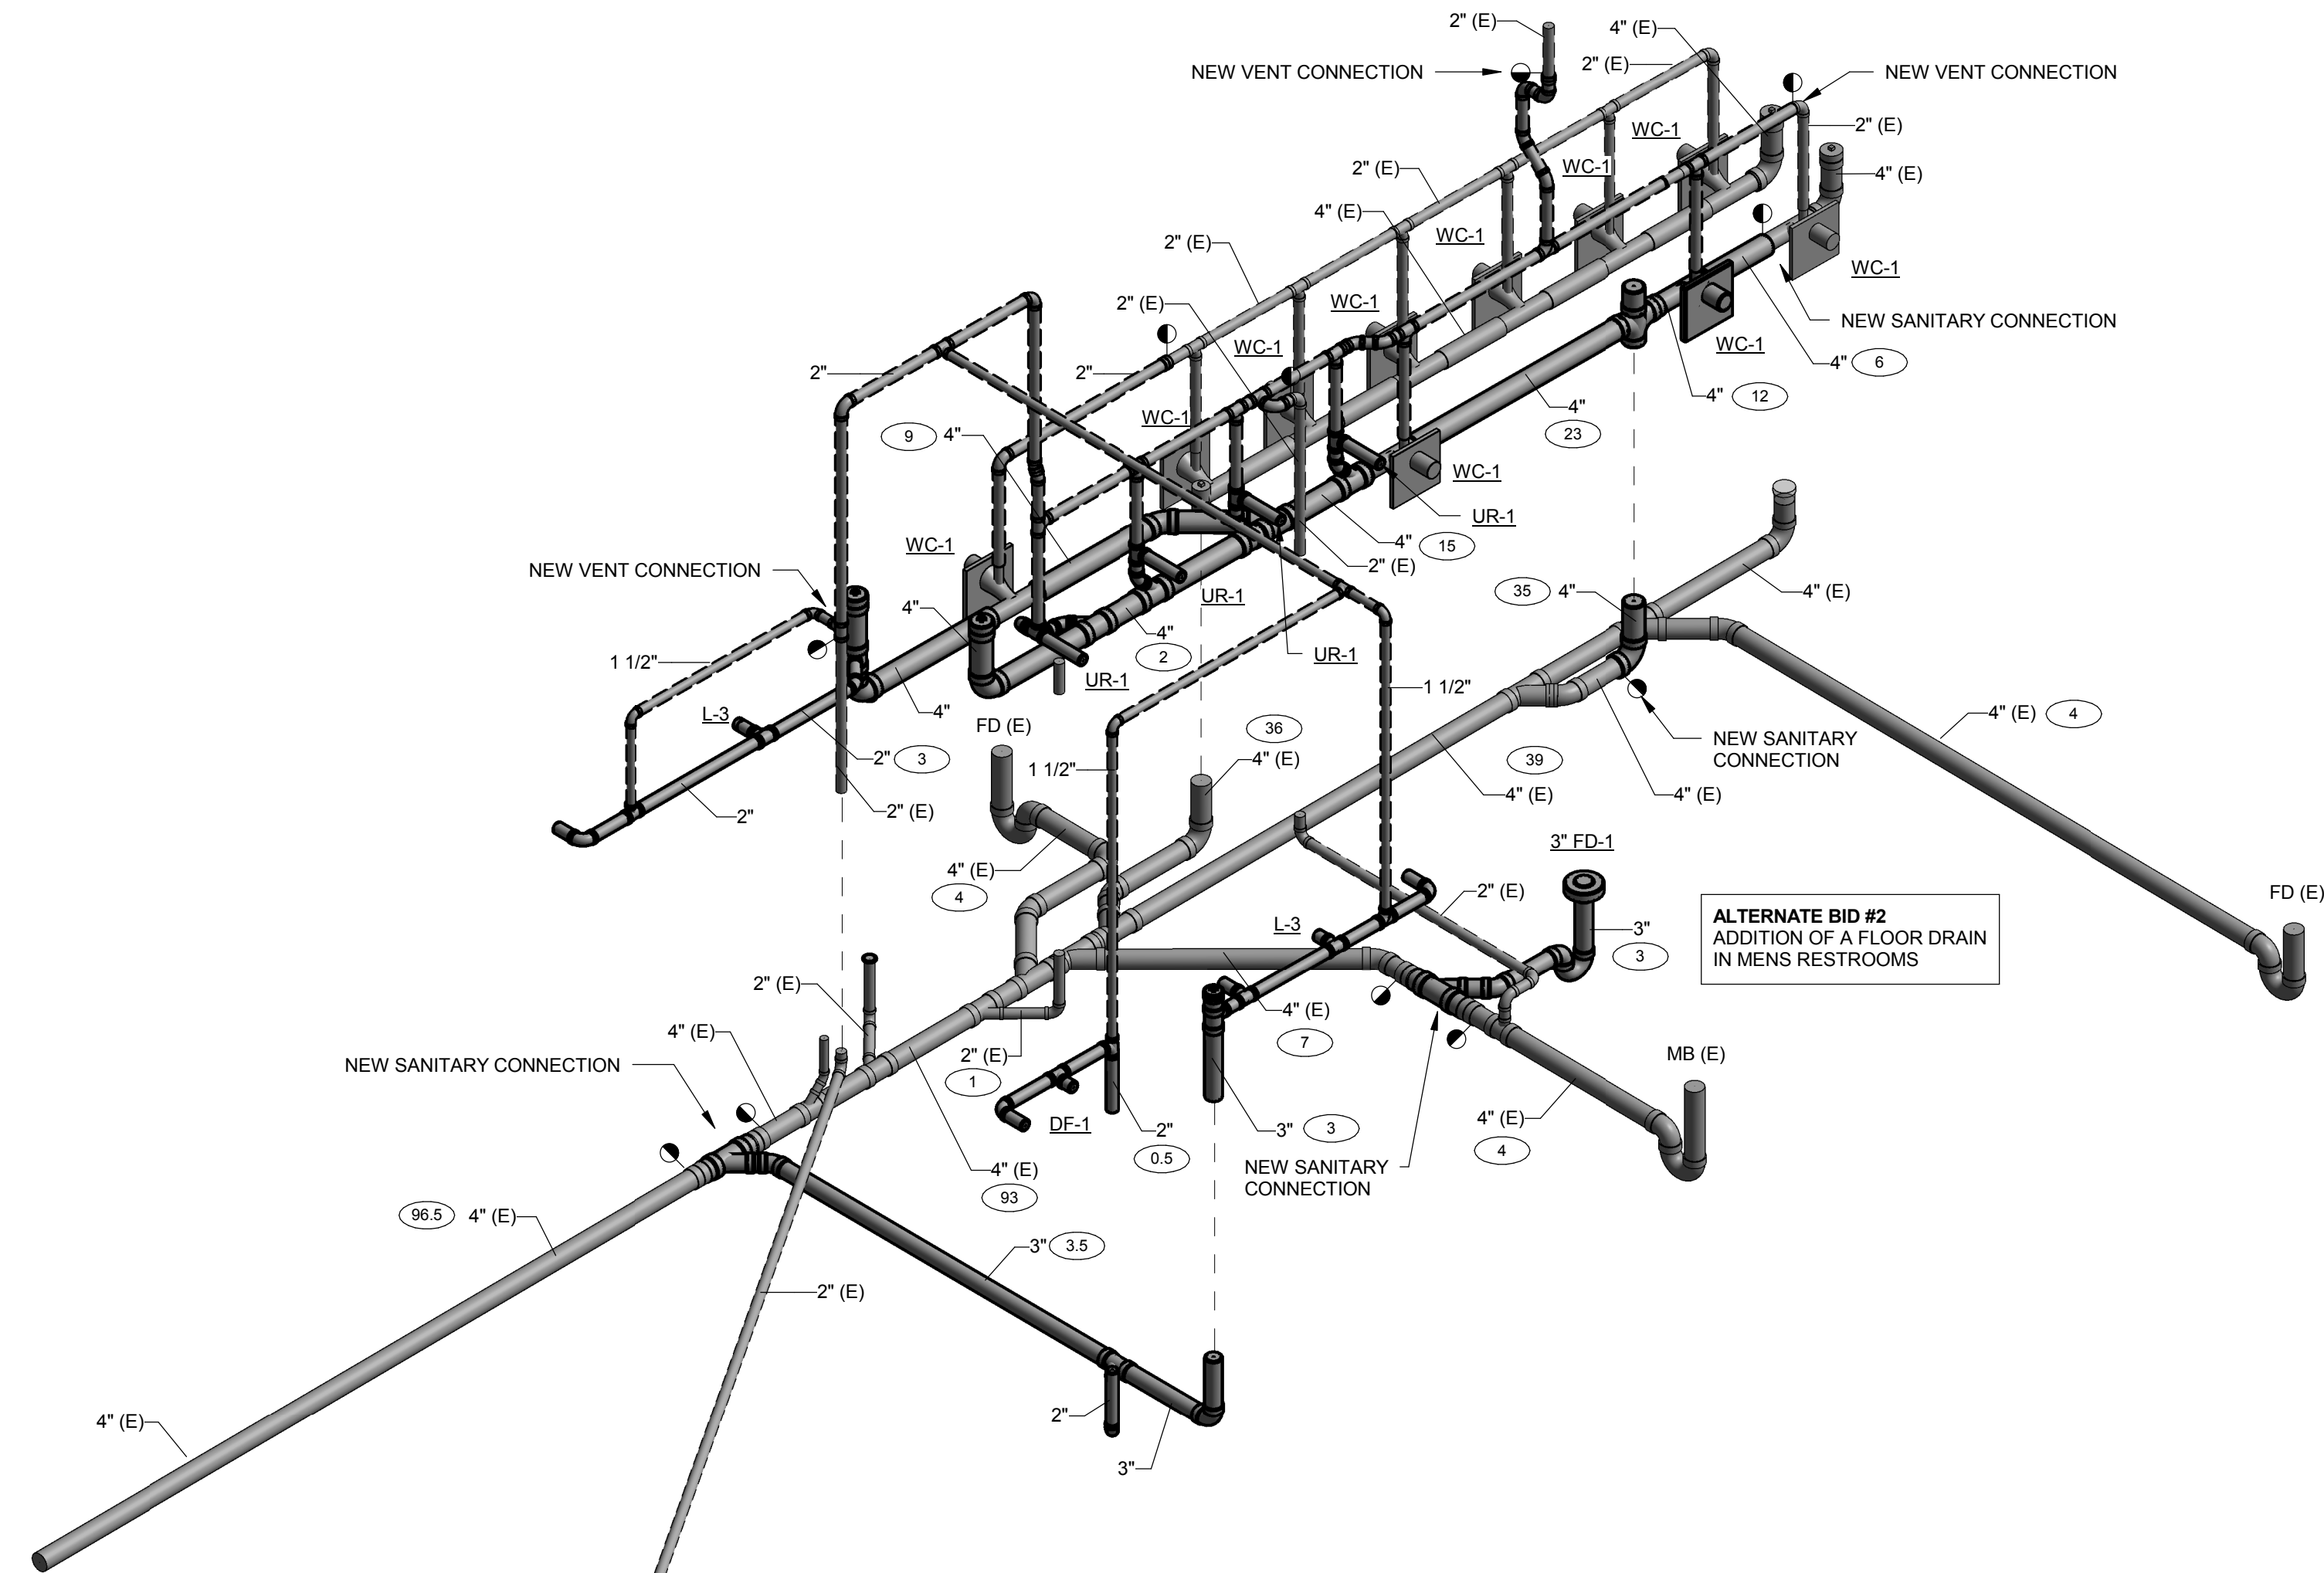 2" (E)
4" (E)
NEW VENT CONNECTION
2" (E)
NEW VENT CONNECTION
WC-1
2" (E)
WC-1
2" (E)
4" (E)
4" (E)
WC-1
2" (E)
WC-1
WC-1
2" (E)
NEW SANITARY CONNECTION
WC-1
WC-1
4" 6
2"
2"
4" 12
4"
WC-1
23
9 4"
WC-1
UR-1
4" 15
WC-1
2" (E)
NEW VENT CONNECTION
UR-1
35 4"
4" (E)
4"
4"
2
UR-1
1 1/2"
UR-1
1 1/2"
L-3
4"
FD (E)
36
4" (E) 4
NEW SANITARY
CONNECTION
2" 3
1 1/2"
4" (E)
39
4" (E)
4" (E)
2" (E)
2"
3" FD-1
4" (E)
4
2" (E)
FD (E)
ALTERNATE BID #2
ADDITION OF A FLOOR DRAIN
IN MENS RESTROOMS
L-3
3"
3
2" (E)
4" (E)
7
4" (E)
2" (E)
1
MB (E)
NEW SANITARY CONNECTION
DF-1
2"
0.5
3" 3
4" (E)
4
NEW SANITARY
CONNECTION
4" (E)
93
96.5 4" (E)
3" 3.5
2" (E)
4" (E)
2"
3"